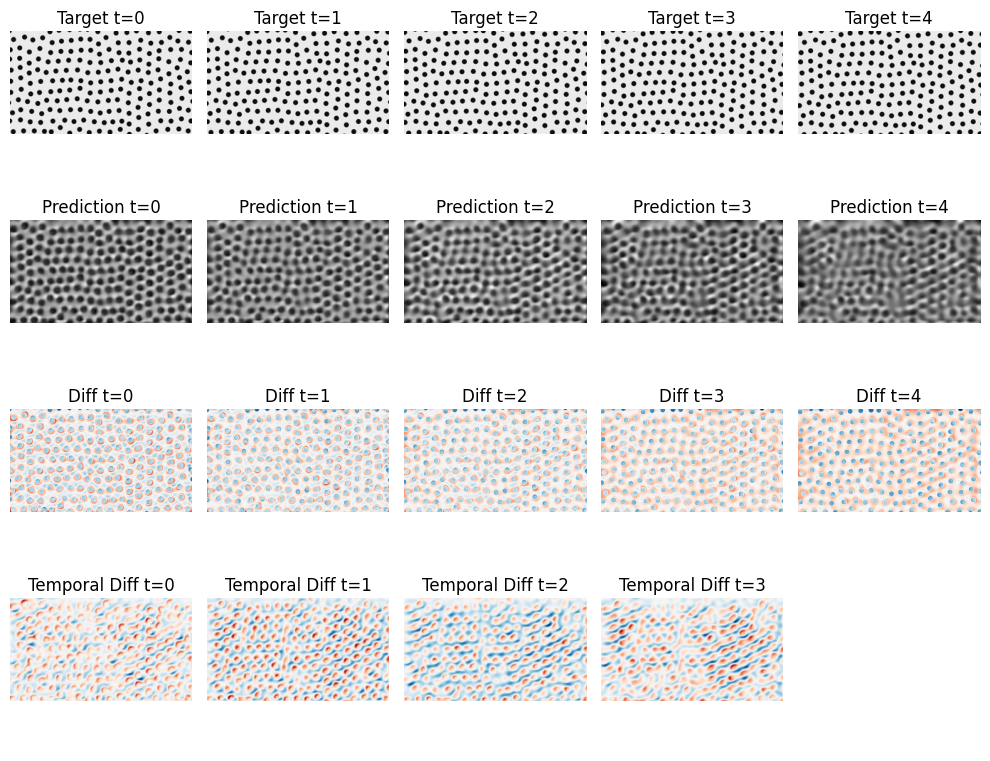 Target t=0
Target t=1
Target t=2
Target t=3
Target t=4
Prediction t=0
Prediction t=1
Prediction t=2
Prediction t=3
Prediction t=4
Diff t=0
Diff t=1
Diff t=2
Diff t=3
Diff t=4
Temporal Diff t=0
Temporal Diff t=1
Temporal Diff t=2
Temporal Diff t=3